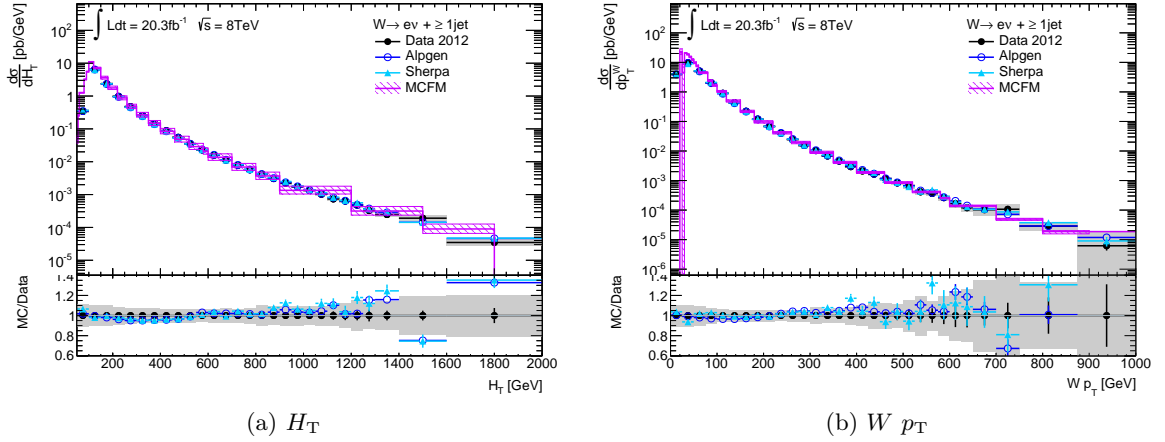 ∫ Ldt = 20.3fb⁻¹ √s = 8TeV
W→ eν + ≥ 1jet
Data 2012
Alpgen
Sherpa
MCFM
dσ/dH_T [pb/GeV]
10²
10
1
10⁻¹
10⁻²
10⁻³
10⁻⁴
10⁻⁵
MC/Data
1.4
1.2
1
0.8
0.6
200 400 600 800 1000 1200 1400 1600 1800 2000
H_T [GeV]
(a) H_T
∫ Ldt = 20.3fb⁻¹ √s = 8TeV
W→ eν + ≥ 1jet
Data 2012
Alpgen
Sherpa
MCFM
dσ/dp_T^W [pb/GeV]
10²
10
1
10⁻¹
10⁻²
10⁻³
10⁻⁴
10⁻⁵
10⁻⁶
MC/Data
1.4
1.2
1
0.8
0.6
0 100 200 300 400 500 600 700 800 900 1000
W p_T [GeV]
(b) W p_T